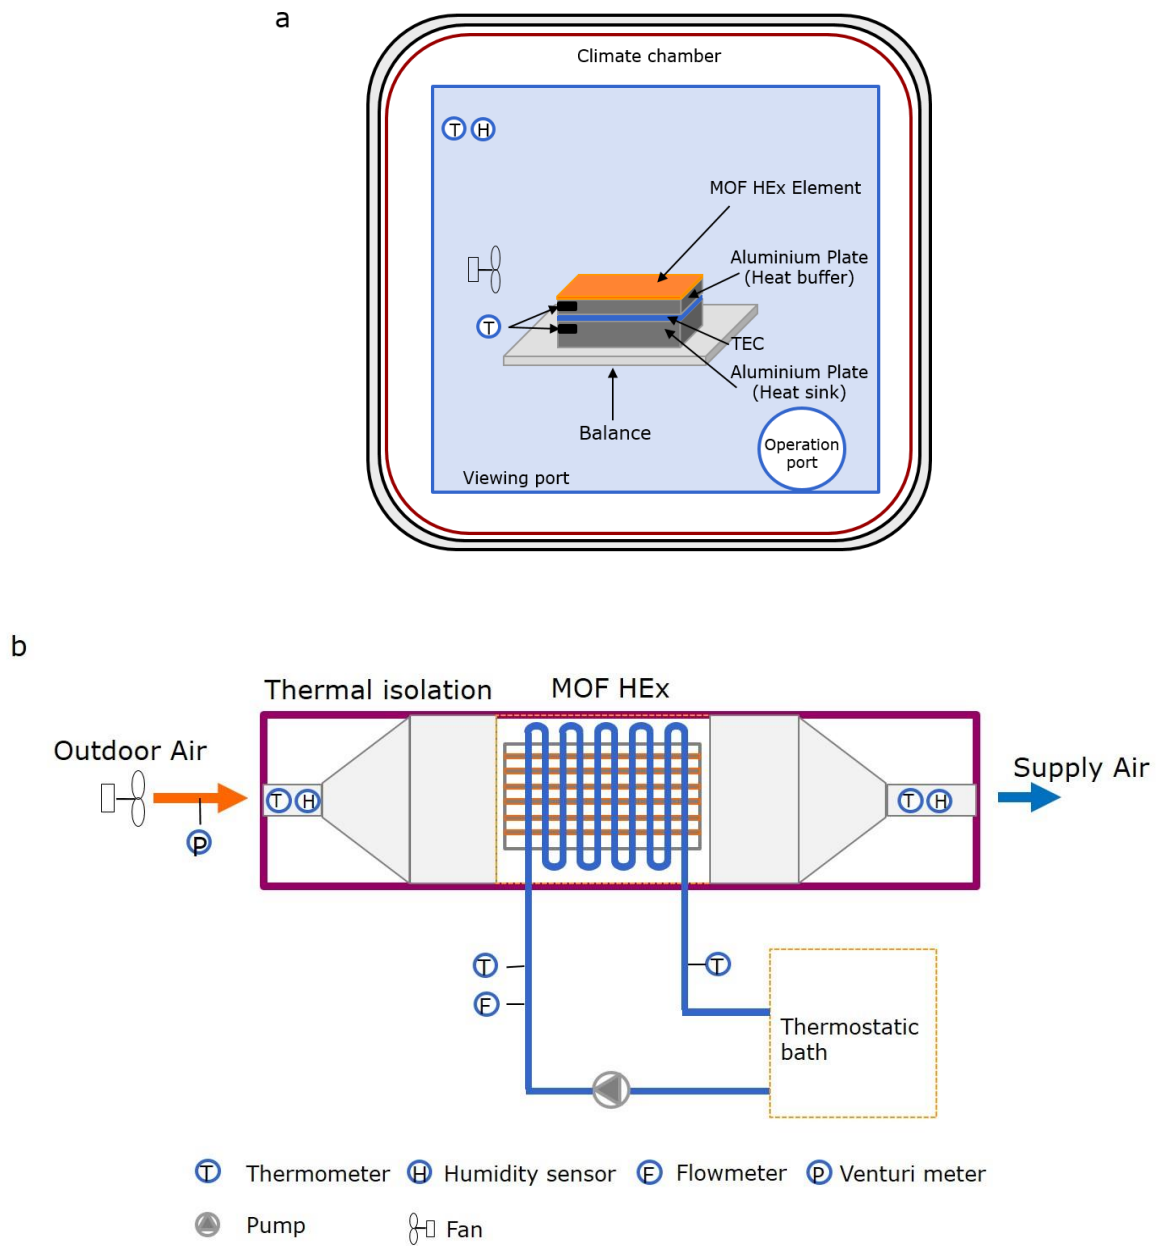 a
Climate chamber
T H
MOF HEx Element
Aluminium Plate
(Heat buffer)
T
TEC
Aluminium Plate
(Heat sink)
Balance
Operation
port
Viewing port
b
Thermal isolation
MOF HEx
Outdoor Air
Supply Air
T H
T H
P
T
T
F
Thermostatic
bath
T Thermometer H Humidity sensor F Flowmeter P Venturi meter
Pump Fan